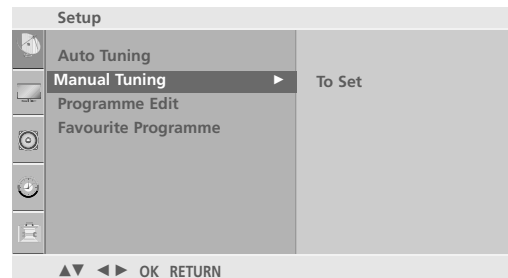 Setup
Auto Tuning
Manual Tuning ► To Set
Programme Edit
Favourite Programme
▲▼ ◄► OK RETURN